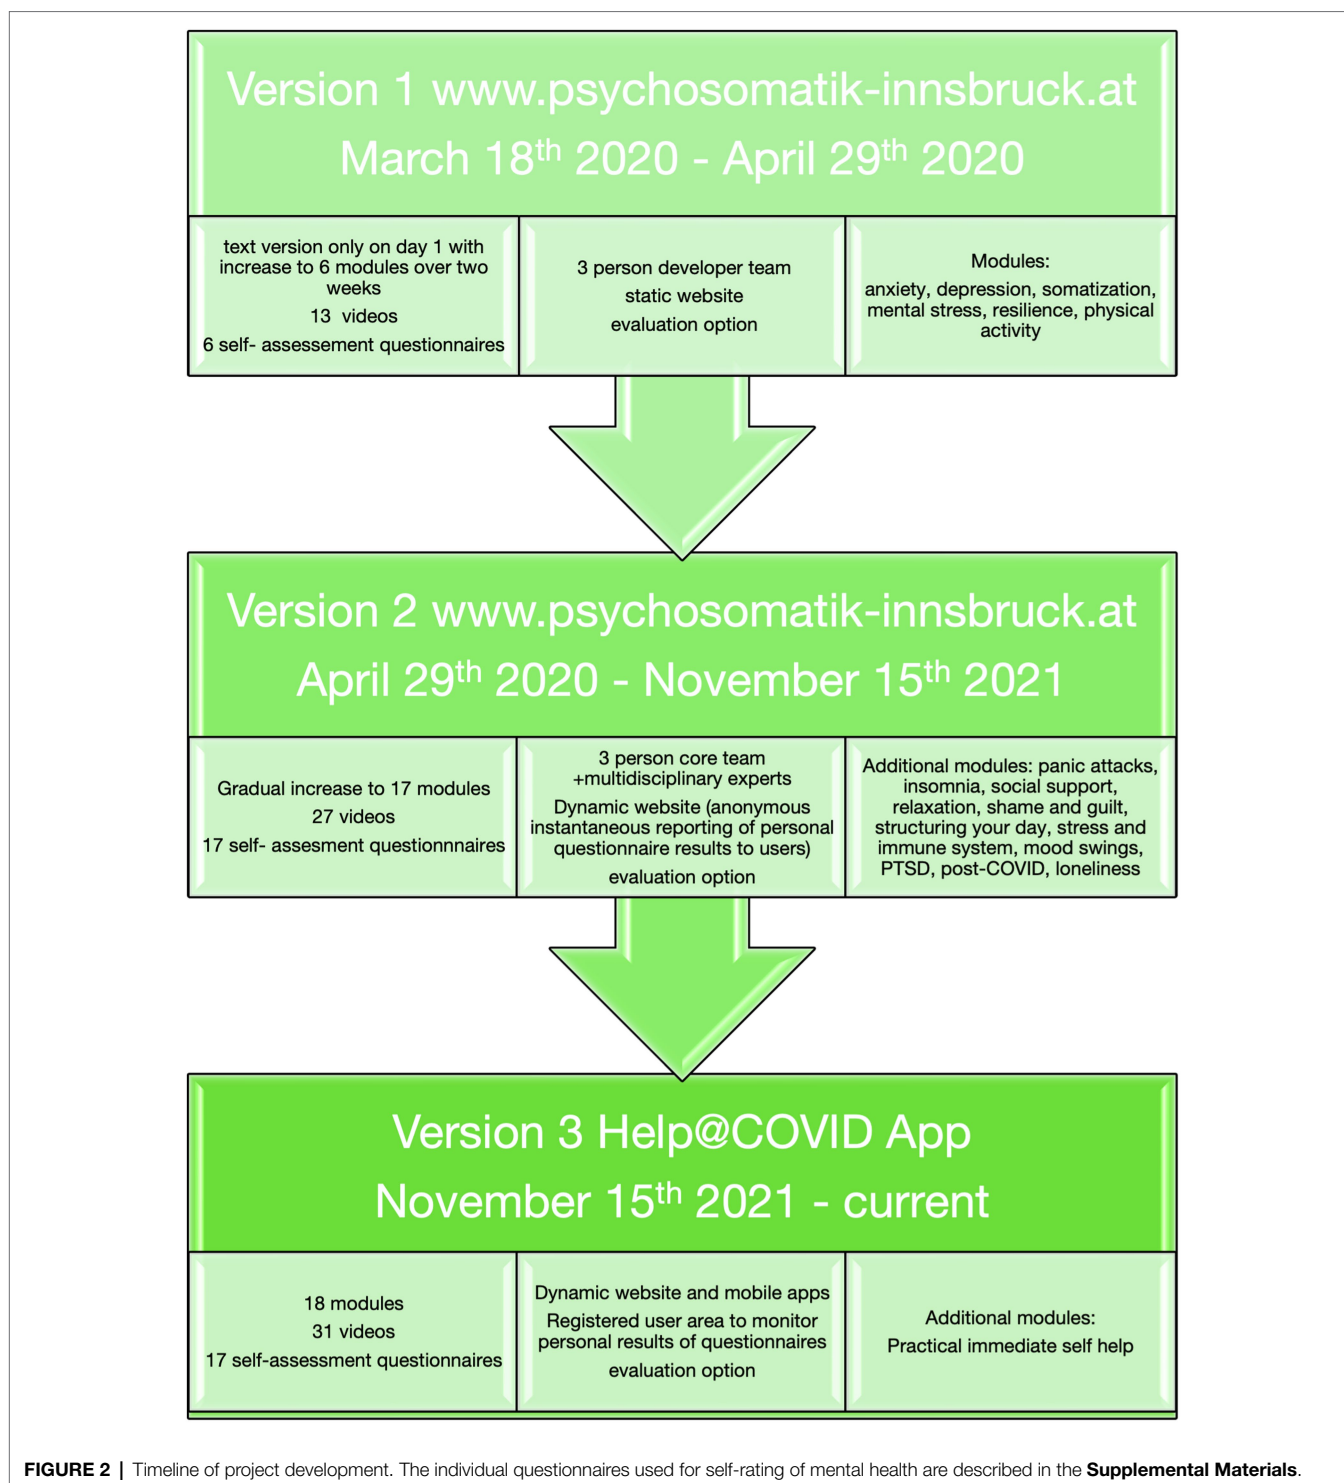 Version 1 www.psychosomatik-innsbruck.at
March 18th 2020 - April 29th 2020
text version only on day 1 with
increase to 6 modules over two
weeks
13 videos
6 self- assessement questionnaires
3 person developer team
static website
evaluation option
Modules:
anxiety, depression, somatization,
mental stress, resilience, physical
activity
Version 2 www.psychosomatik-innsbruck.at
April 29th 2020 - November 15th 2021
Gradual increase to 17 modules
27 videos
17 self- assesment questionnnaires
3 person core team
+multidisciplinary experts
Dynamic website (anonymous
instantaneous reporting of personal
questionnaire results to users)
evaluation option
Additional modules: panic attacks,
insomnia, social support,
relaxation, shame and guilt,
structuring your day, stress and
immune system, mood swings,
PTSD, post-COVID, loneliness
Version 3 Help@COVID App
November 15th 2021 - current
18 modules
31 videos
17 self-assessment questionnaires
Dynamic website and mobile apps
Registered user area to monitor
personal results of questionnaires
evaluation option
Additional modules:
Practical immediate self help
FIGURE 2 | Timeline of project development. The individual questionnaires used for self-rating of mental health are described in the Supplemental Materials.